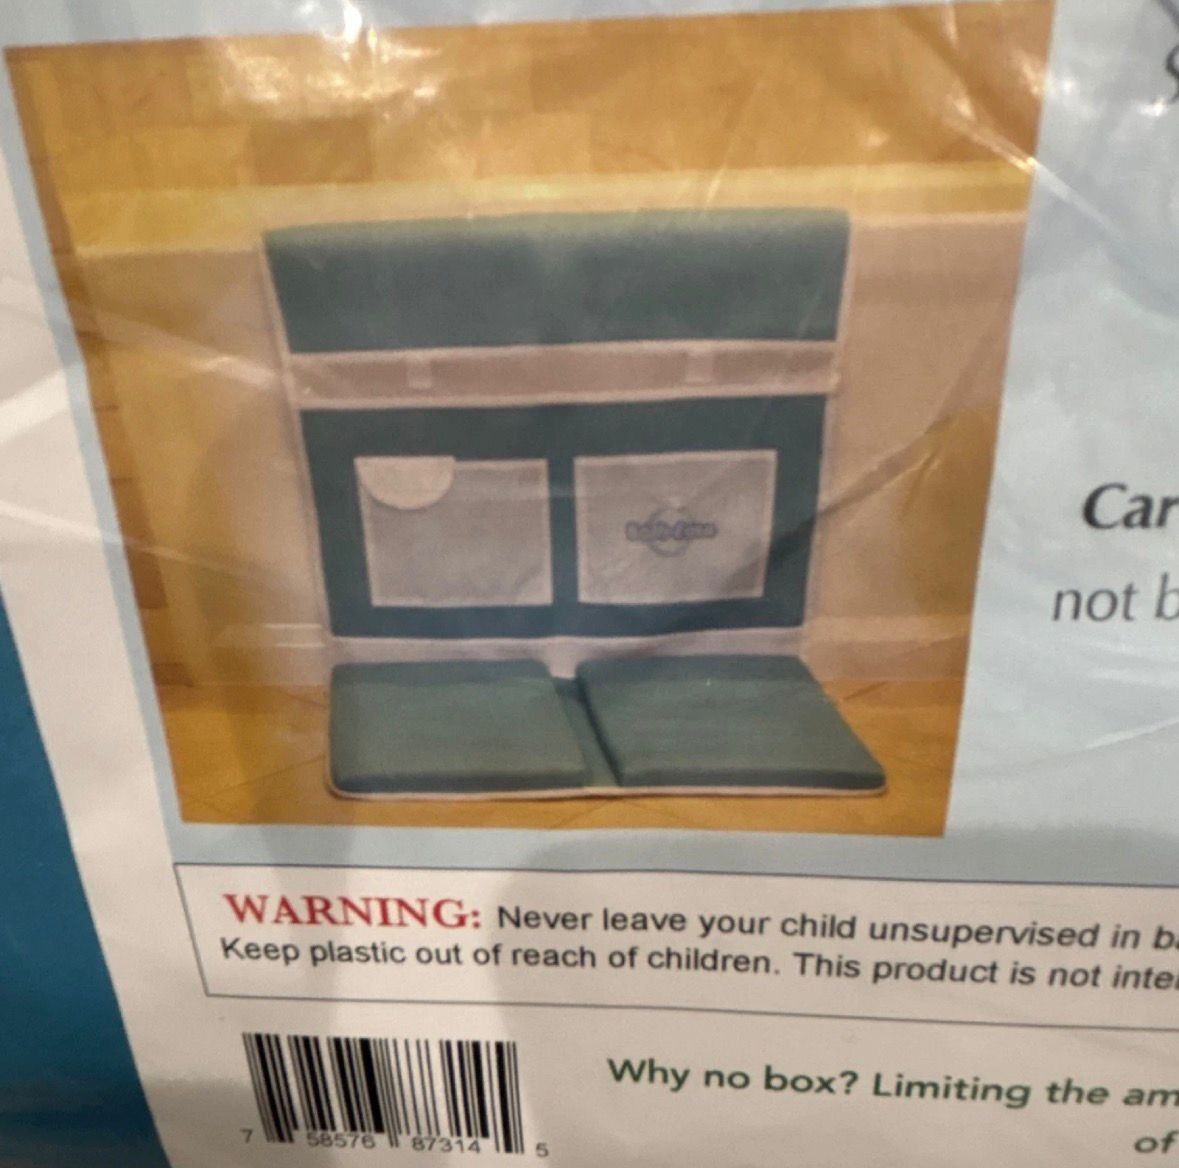 Car
not b
WARNING: Never leave your child unsupervised in ba
Keep plastic out of reach of children. This product is not inte
Why no box? Limiting the am
of
7 58576 87314 5